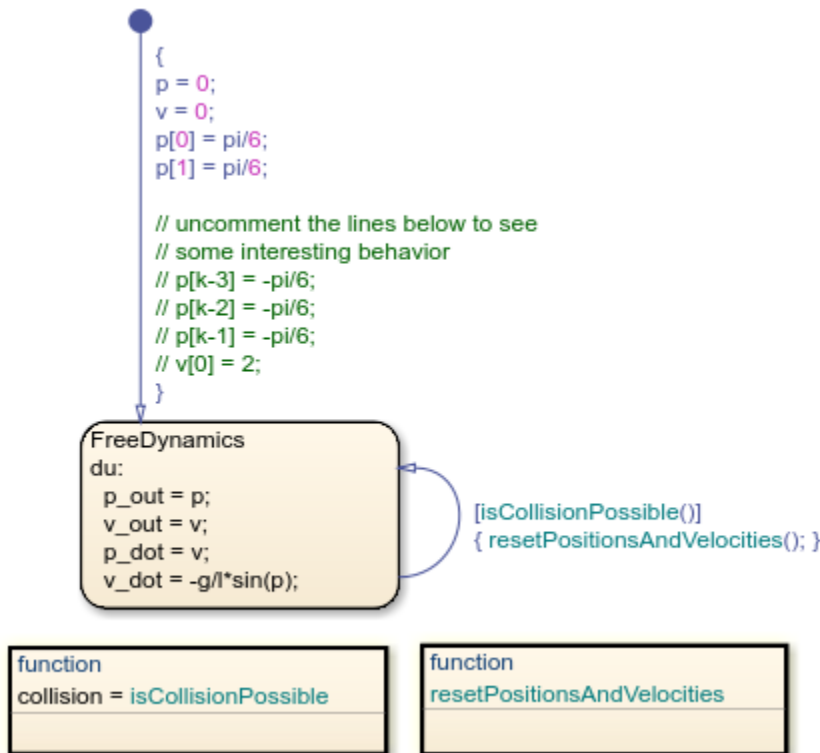 {
p = 0;
v = 0;
p[0] = pi/6;
p[1] = pi/6;
// uncomment the lines below to see
// some interesting behavior
// p[k-3] = -pi/6;
// p[k-2] = -pi/6;
// p[k-1] = -pi/6;
// v[0] = 2;
}
FreeDynamics
du:
p_out = p;
v_out = v;
p_dot = v;
v_dot = -g/l*sin(p);
[isCollisionPossible()]
{ resetPositionsAndVelocities(); }
function
collision = isCollisionPossible
function
resetPositionsAndVelocities